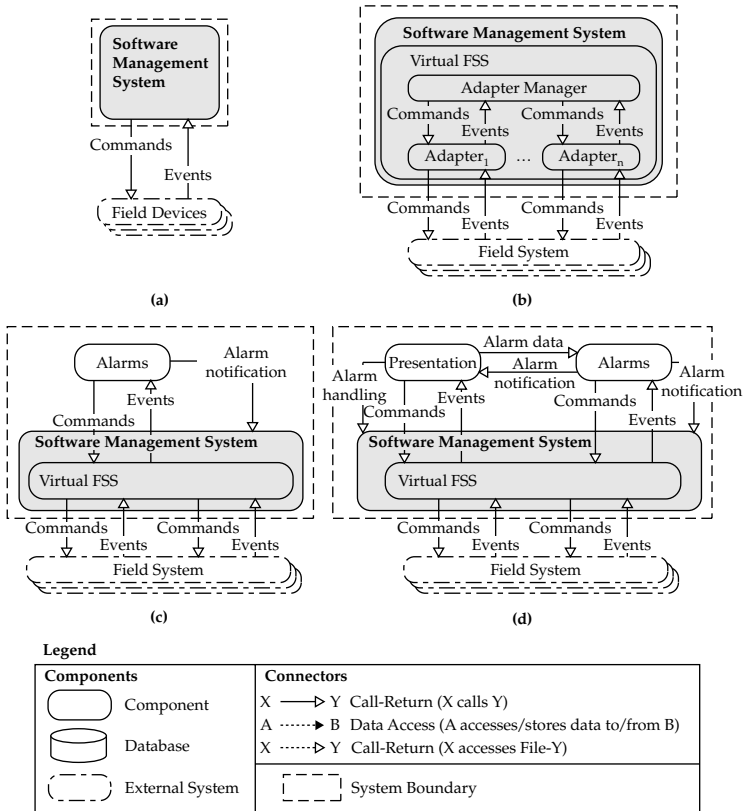 Software
Management
System
Commands
Events
Field Devices
(a)
Software Management System
Virtual FSS
Adapter Manager
Commands
Events
Commands
Events
Adapter1
...
Adaptern
Commands
Events
Commands
Events
Field System
(b)
Alarms
Alarm
notification
Commands
Events
Software Management System
Virtual FSS
Commands
Events
Commands
Events
Field System
(c)
Presentation
Alarm data
Alarm
notification
Alarms
Alarm
handling
Alarm
notification
Commands
Events
Commands
Events
Software Management System
Virtual FSS
Commands
Events
Commands
Events
Field System
(d)
Legend
Components
Component
Database
External System
Connectors
X Y Call-Return (X calls Y)
A B Data Access (A accesses/stores data to/from B)
X Y Call-Return (X accesses File-Y)
System Boundary